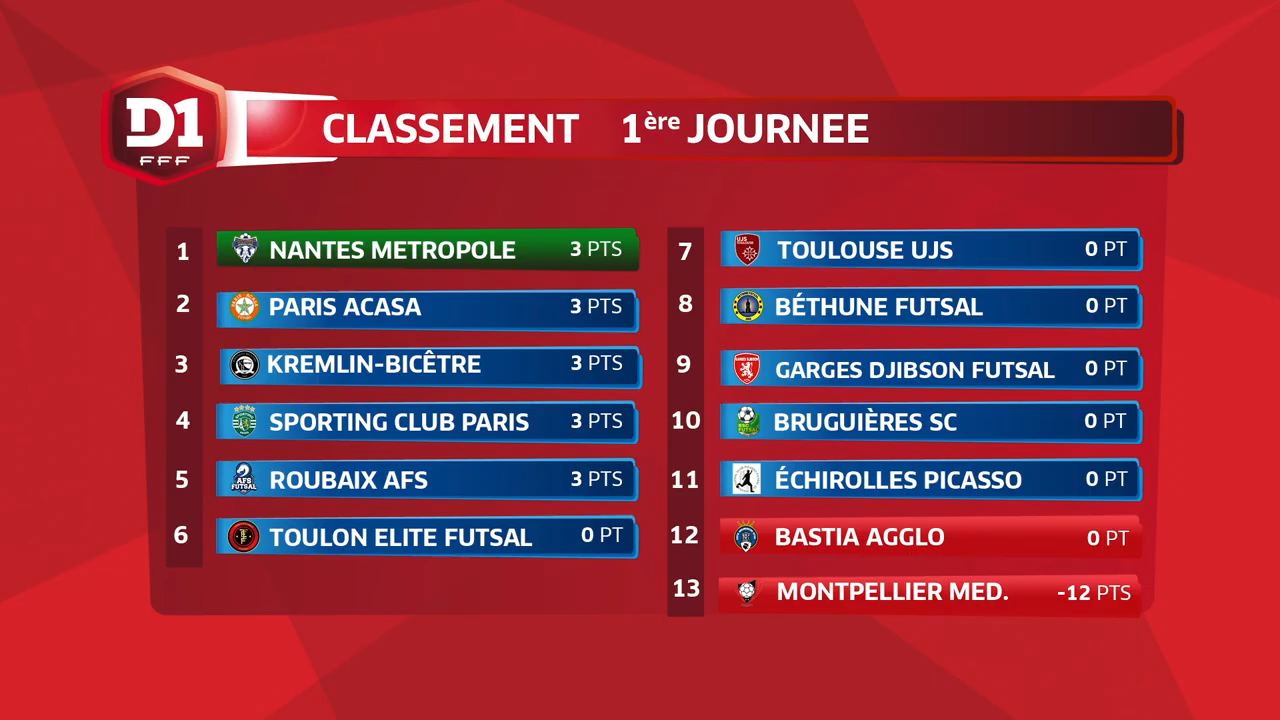 D1
FFF
CLASSEMENT 1ère JOURNEE
1 NANTES METROPOLE 3 PTS
2 PARIS ACASA 3 PTS
3 KREMLIN-BICÊTRE 3 PTS
4 SPORTING CLUB PARIS 3 PTS
5 AFS FUTSAL ROUBAIX AFS 3 PTS
6 TOULON ELITE FUTSAL 0 PT
7 UJS TOULOUSE UJS 0 PT
8 BÉTHUNE FUTSAL 0 PT
9 GARGES DJIBSON FUTSAL 0 PT
10 BRUGUIÈRES SC 0 PT
11 ÉCHIROLLES PICASSO 0 PT
12 BASTIA AGGLO 0 PT
13 MONTPELLIER MED. -12 PTS